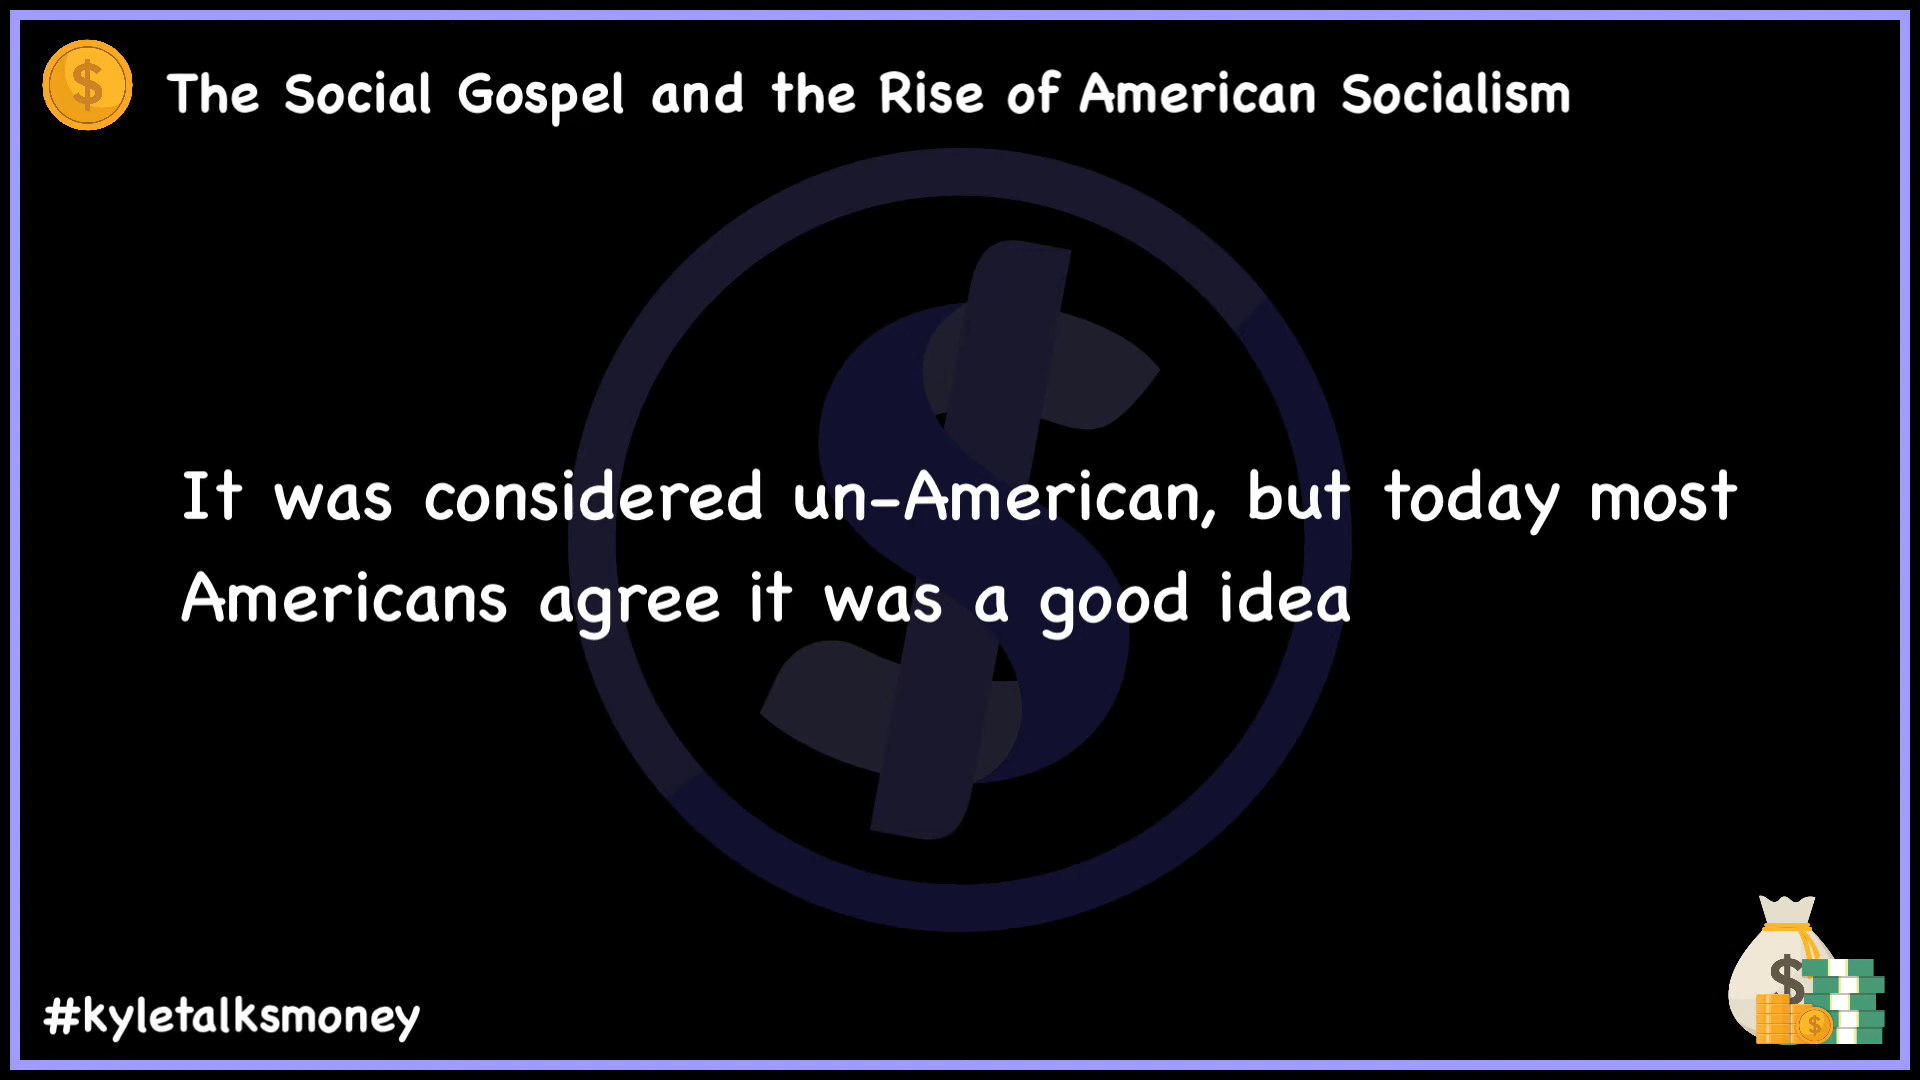 The Social Gospel and the Rise of American Socialism
It was considered un-American, but today most
Americans agree it was a good idea
#kyletalksmoney